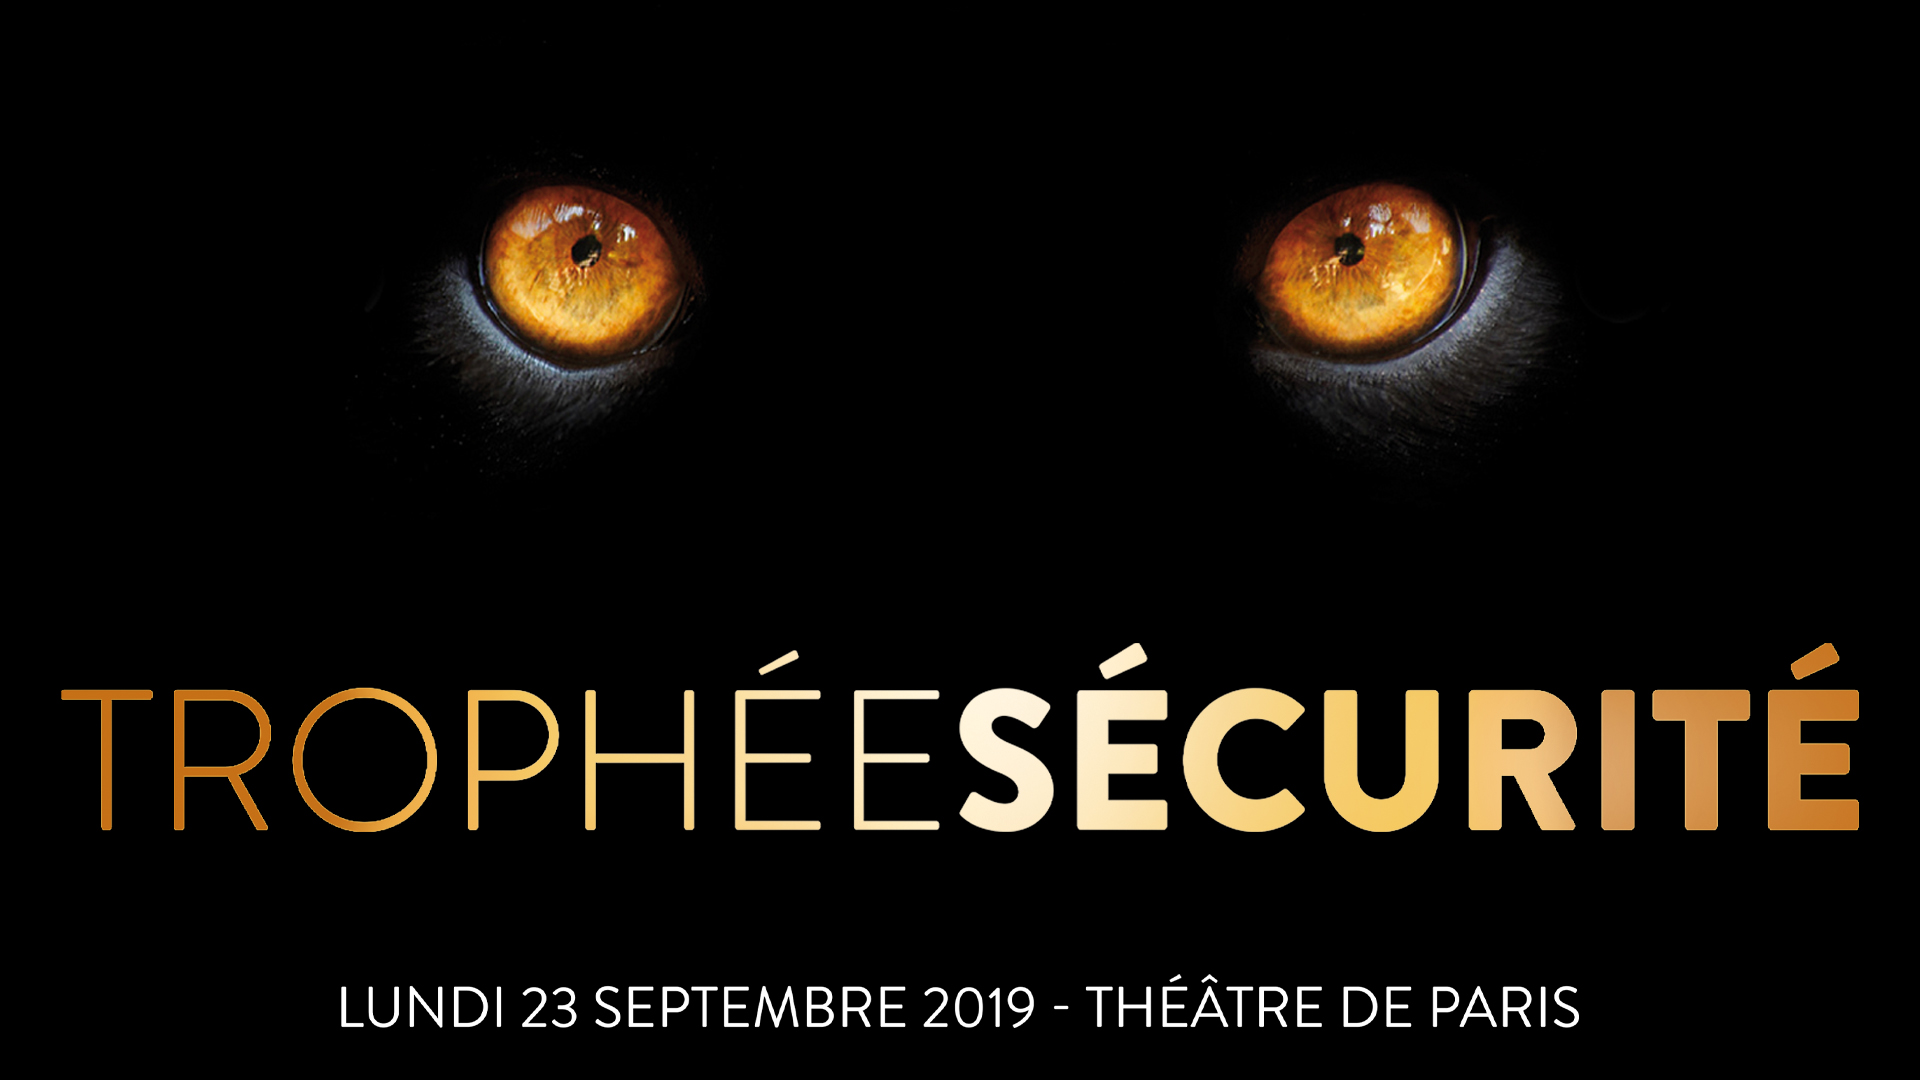 TROPHÉESÉCURITÉ
LUNDI 23 SEPTEMBRE 2019 - THÉÂTRE DE PARIS